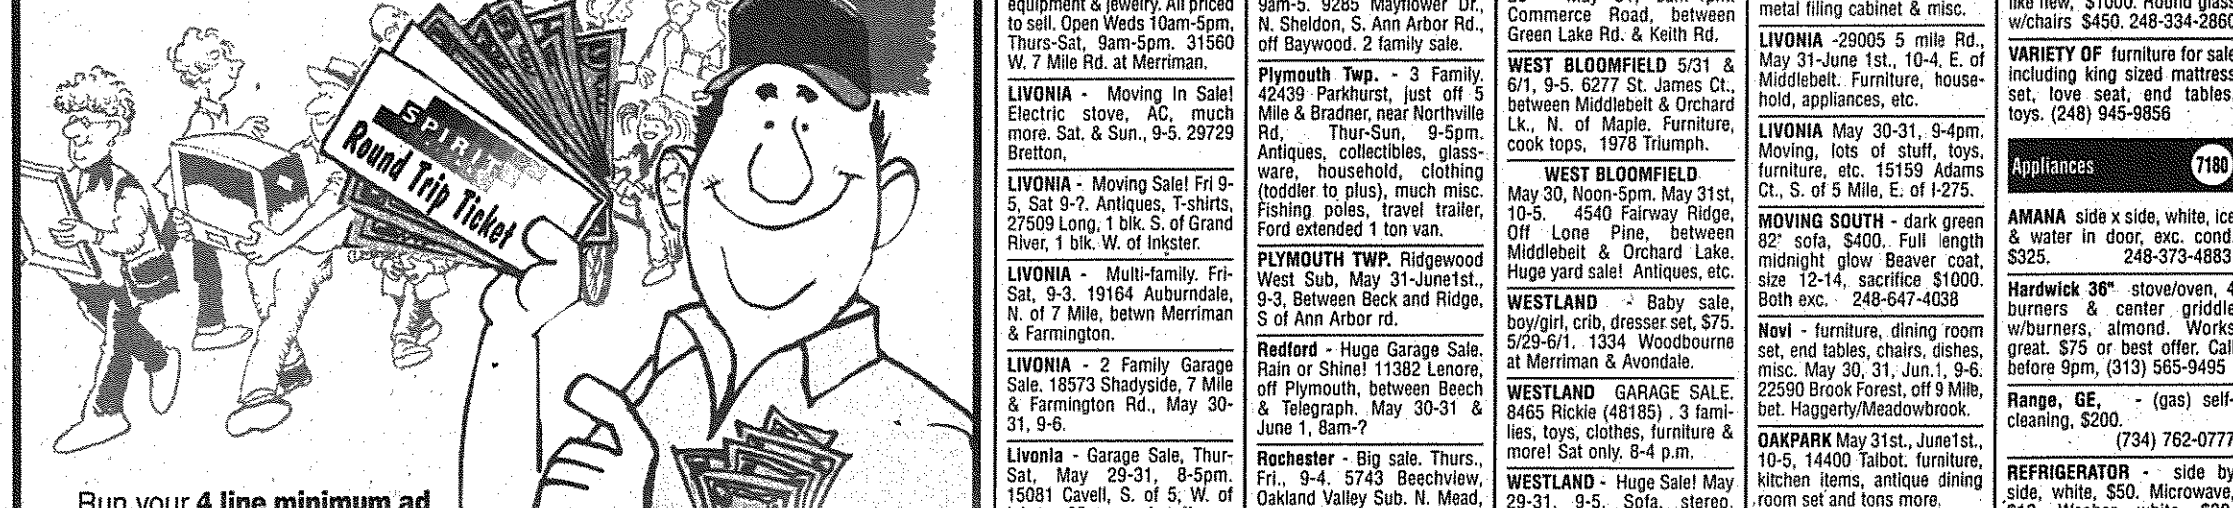 SPIRIT
Round Trip Ticket
Run your 4 line minimum ad
equipment & jewelry. All priced
to sell. Open Weds 10am-5pm,
Thurs-Sat, 9am-5pm. 31560
W. 7 Mile Rd. at Merriman.
LIVONIA - Moving In Sale!
Electric stove, AC, much
more. Sat. & Sun., 9-5. 29729
Bretton,
LIVONIA - Moving Sale! Fri 9-
5, Sat 9-?. Antiques, T-shirts,
27509 Long, 1 blk. S. of Grand
River, 1 blk. W. of Inkster.
LIVONIA - Multi-family. Fri-
Sat, 9-3. 19164 Auburndale,
N. of 7 Mile, betwn Merriman
& Farmington.
LIVONIA - 2 Family Garage
Sale. 18573 Shadyside, 7 Mile
& Farmington Rd., May 30-
31, 9-6.
Livonia - Garage Sale, Thur-
Sat, May 29-31, 8-5pm.
15081 Cavell, S. of 5, W. of
9am-5. 9285 Mayflower Dr.,
N. Sheldon, S. Ann Arbor Rd.,
off Baywood. 2 family sale.
Plymouth Twp. - 3 Family.
42439 Parkhurst, just off 5
Mile & Bradner, near Northville
Rd, Thur-Sun, 9-5pm.
Antiques, collectibles, glass-
ware, household, clothing
(toddler to plus), much misc.
Fishing poles, travel trailer,
Ford extended 1 ton van.
PLYMOUTH TWP. Ridgewood
West Sub, May 31-June1st.,
9-3, Between Beck and Ridge,
S of Ann Arbor rd.
Redford - Huge Garage Sale.
Rain or Shine! 11382 Lenore,
off Plymouth, between Beech
& Telegraph. May 30-31 &
June 1, 8am-?
Rochester - Big sale. Thurs.,
Fri., 9-4. 5743 Beechview,
Oakland Valley Sub. N. Mead,
Commerce Road, between
Green Lake Rd. & Keith Rd.
WEST BLOOMFIELD 5/31 &
6/1, 9-5. 6277 St. James Ct.,
between Middlebelt & Orchard
Lk., N. of Maple. Furniture,
cook tops, 1978 Triumph.
WEST BLOOMFIELD
May 30, Noon-5pm. May 31st,
10-5. 4540 Fairway Ridge,
Off Lone Pine, between
Middlebelt & Orchard Lake.
Huge yard sale! Antiques, etc.
WESTLAND - Baby sale,
boy/girl, crib, dresser set, $75.
5/29-6/1. 1334 Woodbourne
at Merriman & Avondale.
WESTLAND GARAGE SALE.
8465 Rickie (48185) . 3 fami-
lies, toys, clothes, furniture &
more! Sat only. 8-4 p.m.
WESTLAND - Huge Sale! May
29-31, 9-5. Sofa, stereo,
metal filing cabinet & misc.
LIVONIA -29005 5 mile Rd.,
May 31-June 1st., 10-4, E. of
Middlebelt. Furniture, house-
hold, appliances, etc.
LIVONIA May 30-31, 9-4pm.
Moving, lots of stuff, toys,
furniture, etc. 15159 Adams
Ct., S. of 5 Mile, E. of I-275.
MOVING SOUTH - dark green
82" sofa, $400. Full length
midnight glow Beaver coat,
size 12-14, sacrifice $1000.
Both exc. 248-647-4038
Novi - furniture, dining room
set, end tables, chairs, dishes,
misc. May 30, 31, Jun.1, 9-6.
22590 Brook Forest, off 9 Mile,
bet. Haggerty/Meadowbrook.
OAKPARK May 31st., June1st.,
10-5, 14400 Talbot. furniture,
kitchen items, antique dining
room set and tons more.
like new, $1000. Round glass
w/chairs $450. 248-334-2860
VARIETY OF furniture for sale
including king sized mattress
set, love seat, end tables,
toys. (248) 945-9856
Appliances 7180
AMANA side x side, white, ice
& water in door, exc. cond.
$325. 248-373-4883
Hardwick 36" stove/oven, 4
burners & center griddle
w/burners, almond. Works
great. $75 or best offer. Call
before 9pm, (313) 565-9495
Range, GE, - (gas) self-
cleaning, $200.
(734) 762-0777
REFRIGERATOR - side by
side, white, $50. Microwave,